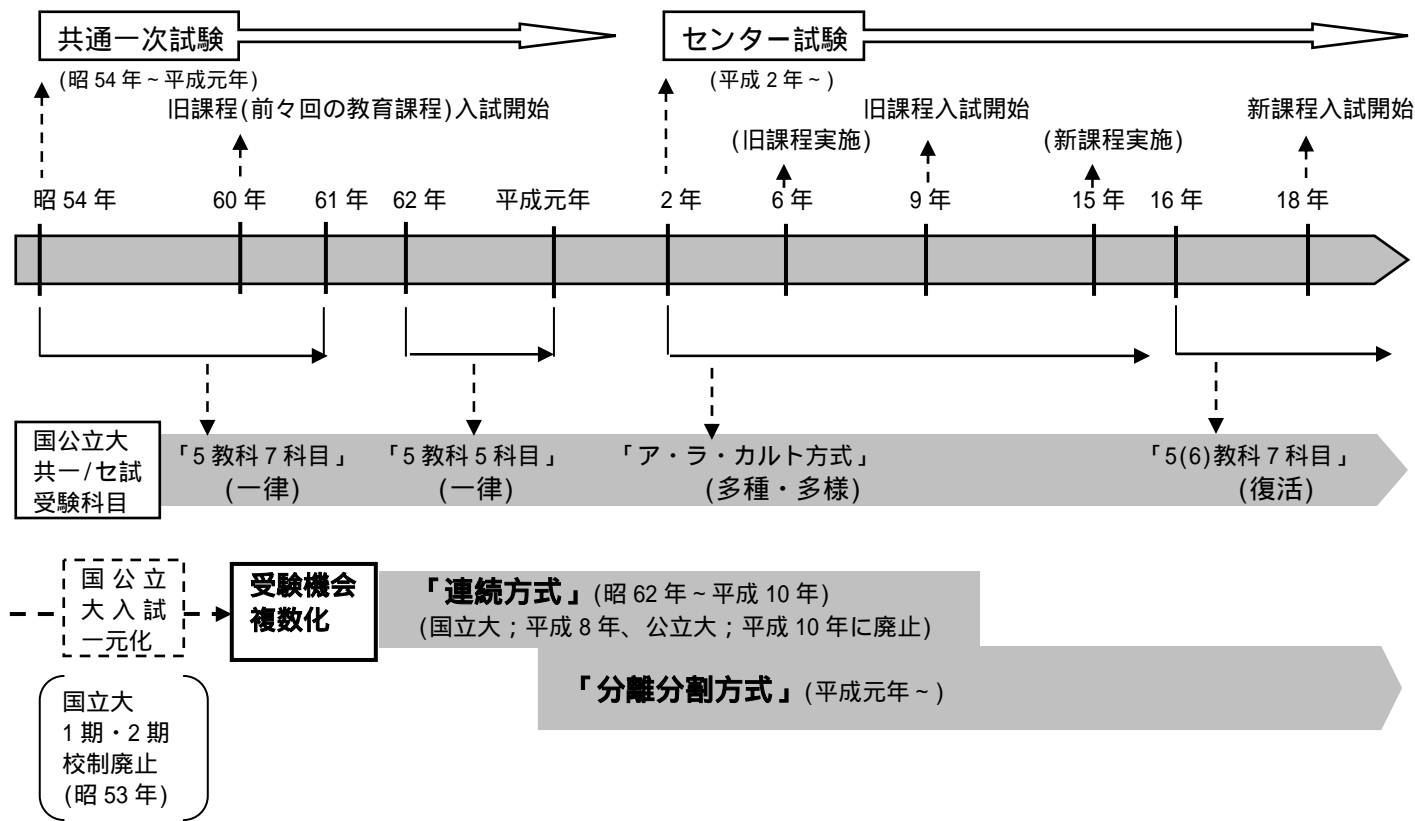 共通一次試験
センター試験
(昭 54 年 ~ 平成元年)
(平成 2 年 ~ )
旧課程(前々回の教育課程)入試開始
旧課程入試開始
新課程入試開始
(旧課程実施)
(新課程実施)
昭 54 年
60 年
61 年
62 年
平成元年
2 年
6 年
9 年
15 年
16 年
18 年
国公立大
共一/セ試
受験科目
「5 教科 7 科目」
(一律)
「5 教科 5 科目」
(一律)
「ア・ラ・カルト方式」
(多種・多様)
「5(6)教科 7 科目」
(復活)
国 公 立
大 入 試
一元化
受験機会
複数化
「連続方式」(昭 62 年 ~ 平成 10 年)
(国立大 ; 平成 8 年、公立大 ; 平成 10 年に廃止)
「分離分割方式」(平成元年 ~ )
国立大
1 期・2 期
校制廃止
(昭 53 年)